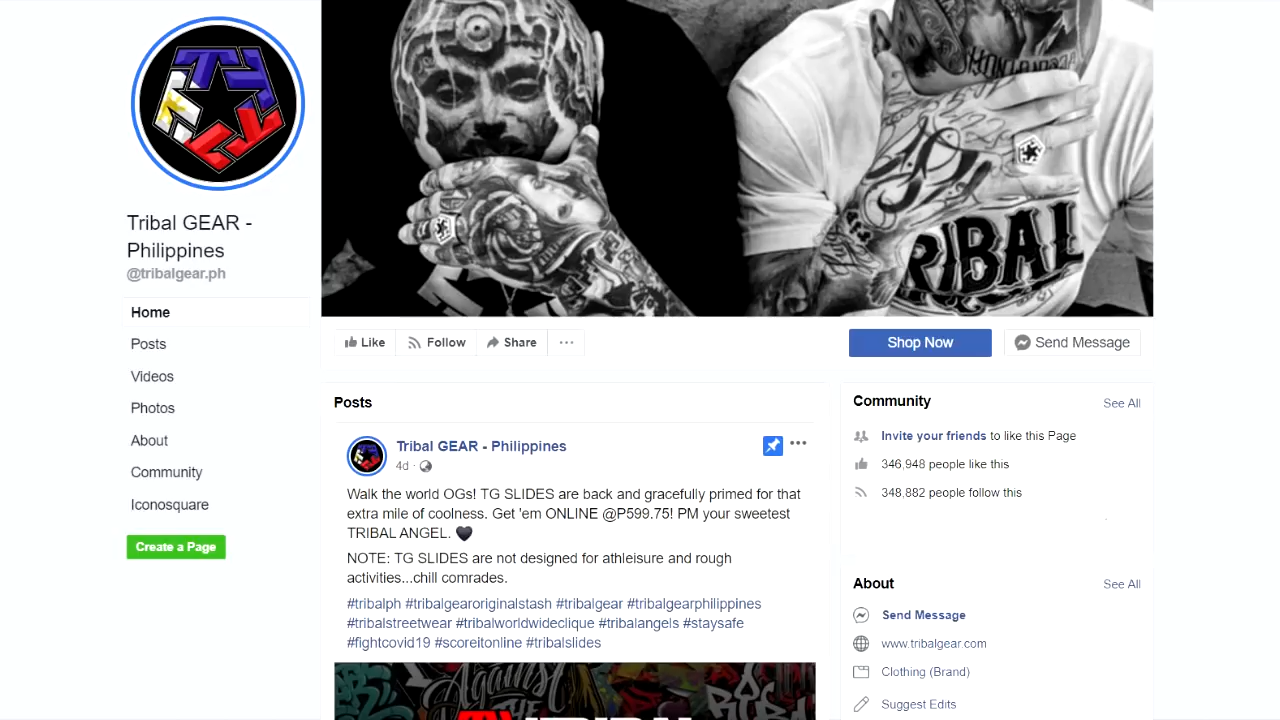 Tribal GEAR -
Philippines
@tribalgear.ph
Home
Posts
Videos
Photos
About
Community
Iconosquare
Create a Page
TRIBAL
Like
Follow
Share
Shop Now
Send Message
Posts
Tribal GEAR - Philippines
4d ·
Walk the world OGs! TG SLIDES are back and gracefully primed for that
extra mile of coolness. Get 'em ONLINE @P599.75! PM your sweetest
TRIBAL ANGEL. 🖤
NOTE: TG SLIDES are not designed for athleisure and rough
activities...chill comrades.
#tribalph #tribalgearoriginalstash #tribalgear #tribalgearphilippines
#tribalstreetwear #tribalworldwideclique #tribalangels #staysafe
#fightcovid19 #scoreitonline #tribalslides
Against
THE
TRIBAL
Community
See All
Invite your friends to like this Page
346,948 people like this
348,882 people follow this
About
See All
Send Message
www.tribalgear.com
Clothing (Brand)
Suggest Edits